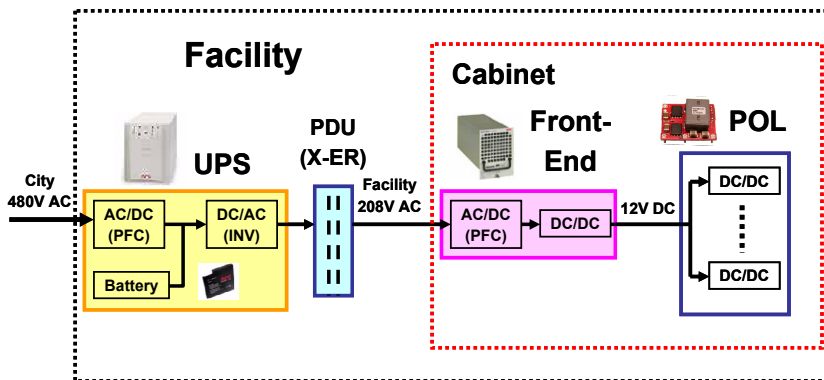 Facility
Cabinet
UPS
PDU
(X-ER)
Front-
End
POL
City
480V AC
AC/DC
(PFC)
DC/AC
(INV)
Battery
Facility
208V AC
AC/DC
(PFC)
DC/DC
12V DC
DC/DC
DC/DC